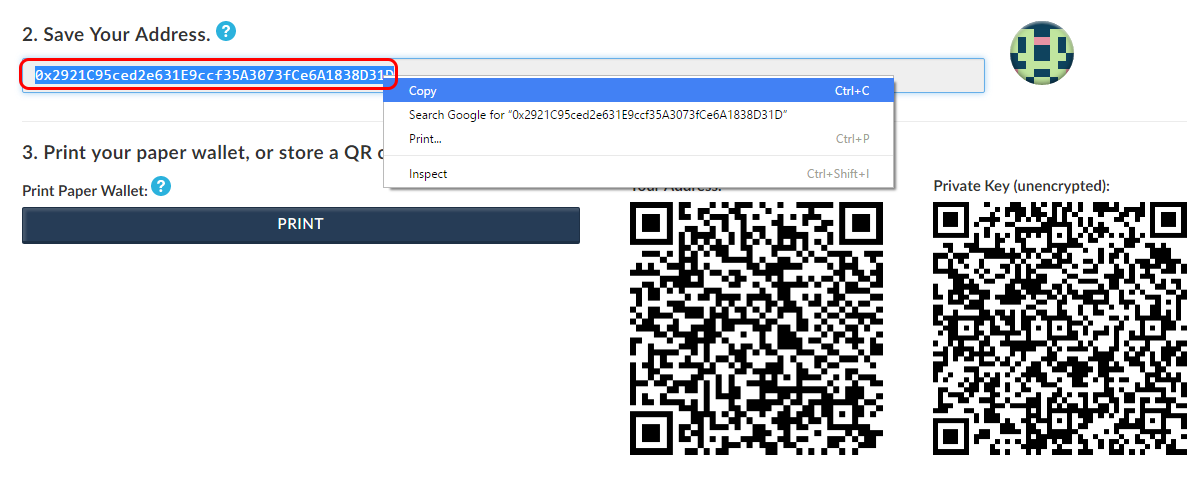 2. Save Your Address. ?
0x2921C95ced2e631E9ccf35A3073fCe6A1838D31D
Copy Ctrl+C
Search Google for “0x2921C95ced2e631E9ccf35A3073fCe6A1838D31D”
Print... Ctrl+P
Inspect Ctrl+Shift+I
3. Print your paper wallet, or store a QR
Print Paper Wallet: ?
PRINT
Your Address:
Private Key (unencrypted):